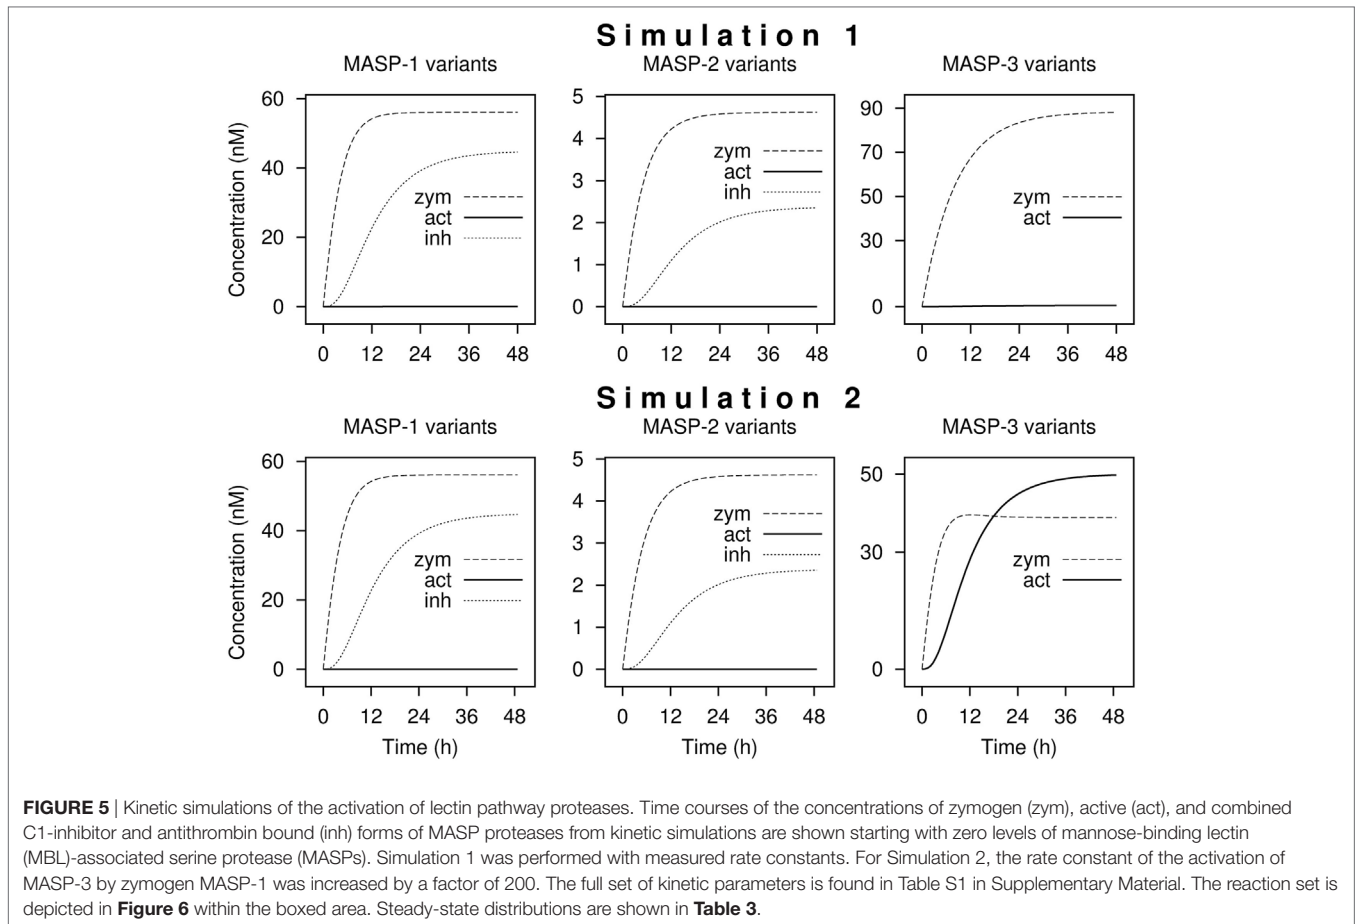 Simulation 1
MASP-1 variants
MASP-2 variants
MASP-3 variants
Concentration (nM)
60
40
20
0
zym
act
inh
0 12 24 36 48
5
4
3
2
1
0
zym
act
inh
0 12 24 36 48
90
70
50
30
0
zym
act
0 12 24 36 48
Simulation 2
MASP-1 variants
MASP-2 variants
MASP-3 variants
Concentration (nM)
60
40
20
0
zym
act
inh
0 12 24 36 48
Time (h)
5
4
3
2
1
0
zym
act
inh
0 12 24 36 48
Time (h)
50
30
0
zym
act
0 12 24 36 48
Time (h)
FIGURE 5 | Kinetic simulations of the activation of lectin pathway proteases. Time courses of the concentrations of zymogen (zym), active (act), and combined
C1-inhibitor and antithrombin bound (inh) forms of MASP proteases from kinetic simulations are shown starting with zero levels of mannose-binding lectin
(MBL)-associated serine protease (MASPs). Simulation 1 was performed with measured rate constants. For Simulation 2, the rate constant of the activation of
MASP-3 by zymogen MASP-1 was increased by a factor of 200. The full set of kinetic parameters is found in Table S1 in Supplementary Material. The reaction set is
depicted in Figure 6 within the boxed area. Steady-state distributions are shown in Table 3.